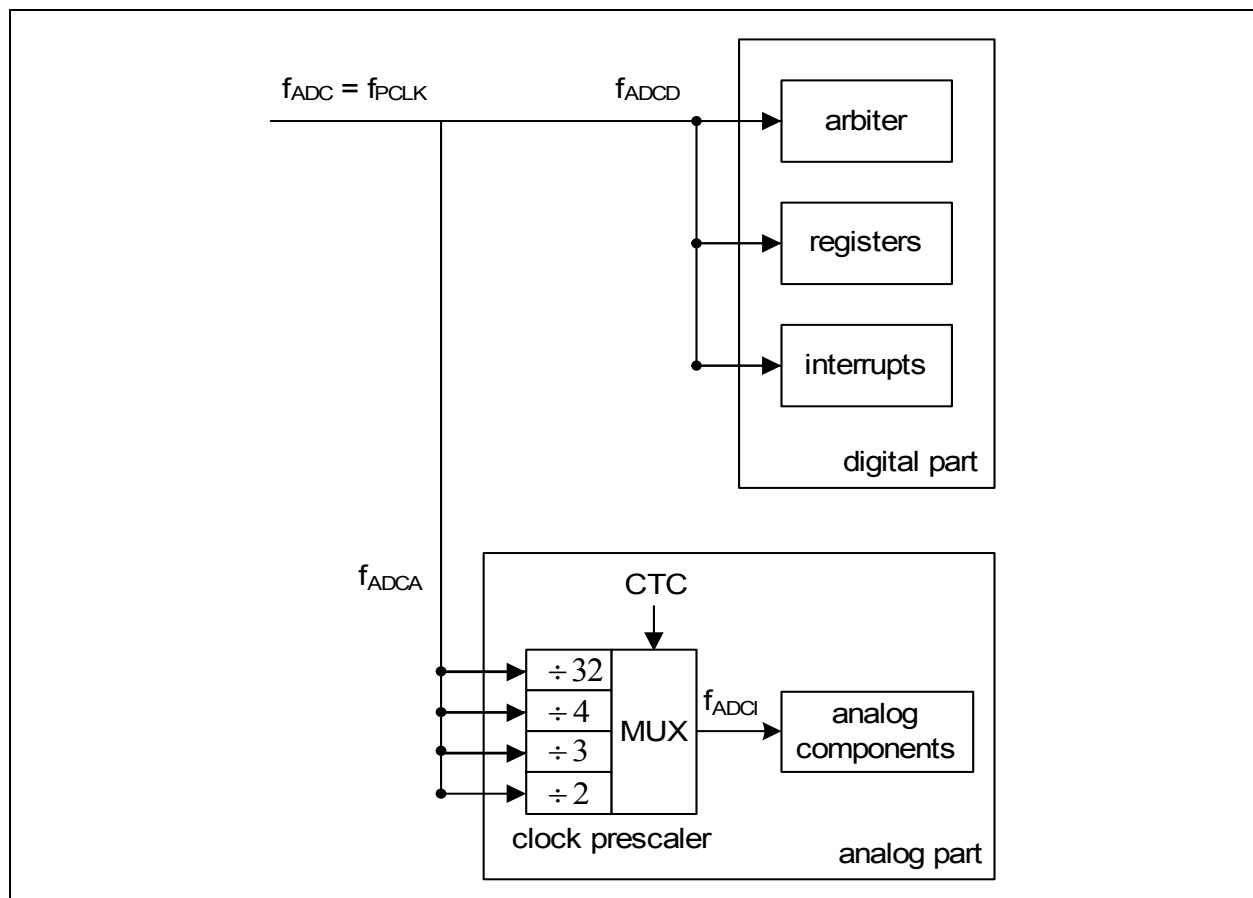 fADC = fPCLK
fADCD
arbiter
registers
interrupts
digital part
fADCA
CTC
÷ 32
÷ 4
÷ 3
÷ 2
MUX
fADCI
analog
components
clock prescaler
analog part